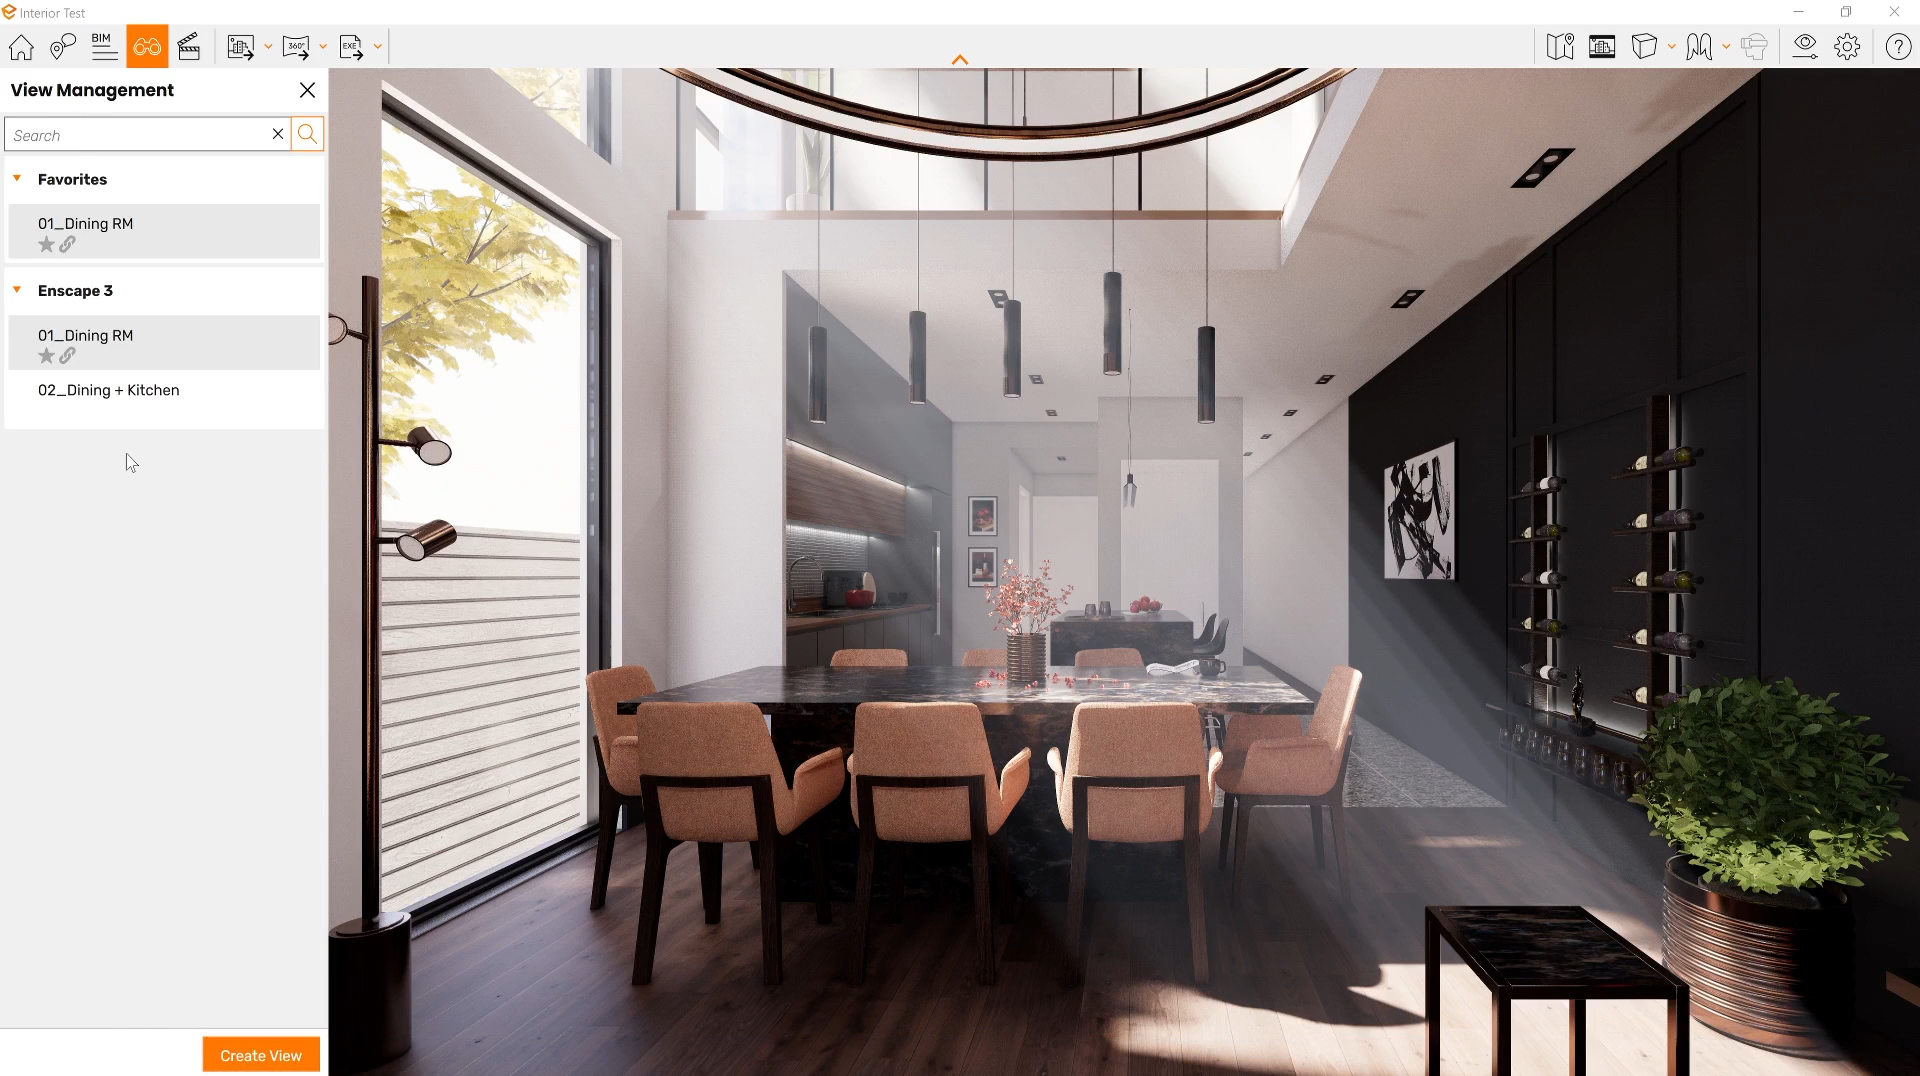 Interior Test
BIM
360°
EXE
View Management
Search
Favorites
01_Dining RM
Enscape 3
01_Dining RM
02_Dining + Kitchen
Create View